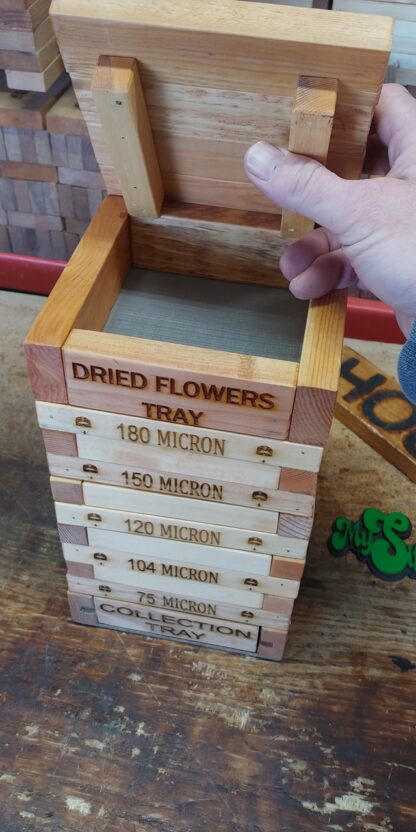 DRIED FLOWERS
TRAY
180 MICRON
150 MICRON
120 MICRON
104 MICRON
75 MICRON
COLLECTION
TRAY